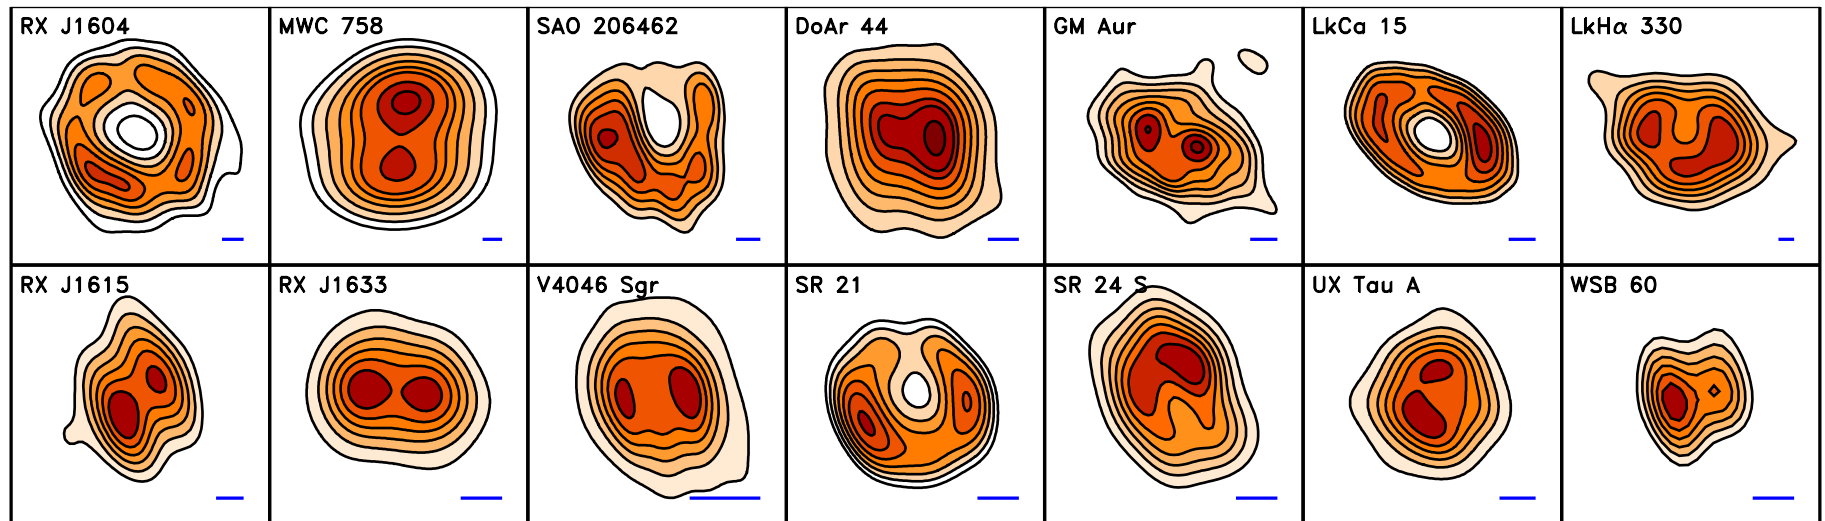 RX J1604
MWC 758
SAO 206462
DoAr 44
GM Aur
LkCa 15
LkHα 330
RX J1615
RX J1633
V4046 Sgr
SR 21
SR 24 S
UX Tau A
WSB 60